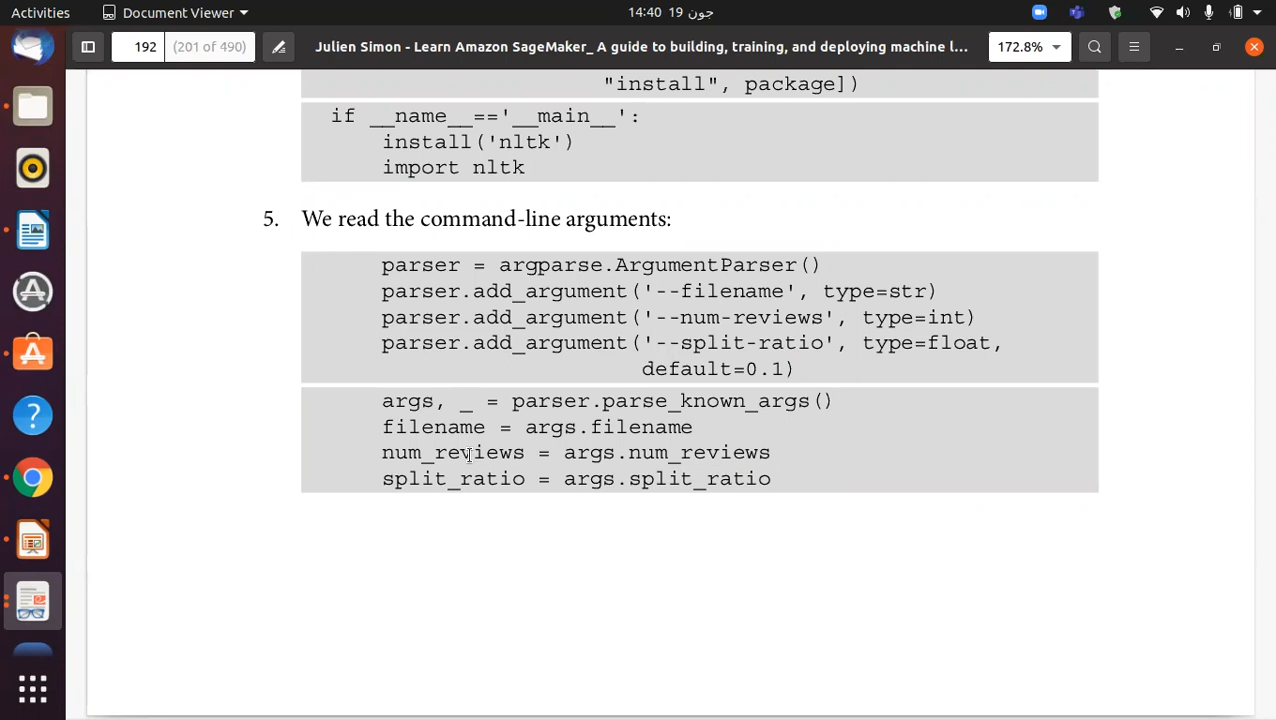 Activities
Document Viewer
جون 19 14:40
192
(201 of 490)
Julien Simon - Learn Amazon SageMaker_ A guide to building, training, and deploying machine l...
172.8%
"install", package])
if __name__=='__main__':
install('nltk')
import nltk
5. We read the command-line arguments:
parser = argparse.ArgumentParser()
parser.add_argument('--filename', type=str)
parser.add_argument('--num-reviews', type=int)
parser.add_argument('--split-ratio', type=float,
default=0.1)
args, _ = parser.parse_known_args()
filename = args.filename
num_reviews = args.num_reviews
split_ratio = args.split_ratio